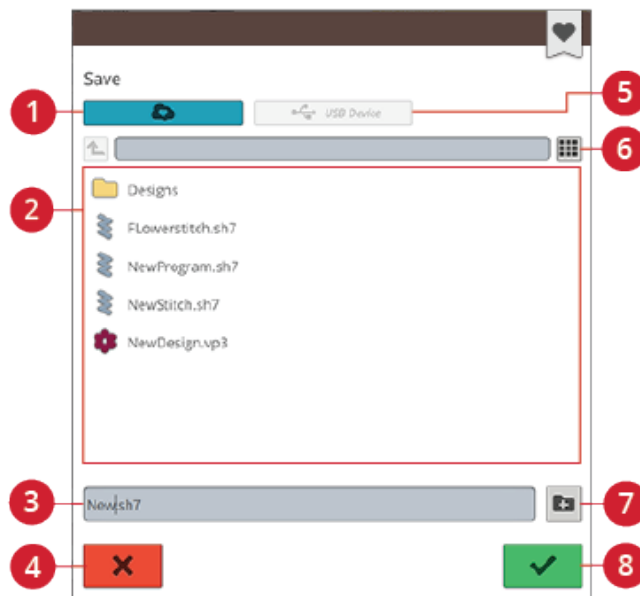 Save
1
5
USB Device
6
2
Designs
FLowerstitch.sh7
NewProgram.sh7
NewStitch.sh7
NewDesign.vp3
3
New.sh7
7
4
8